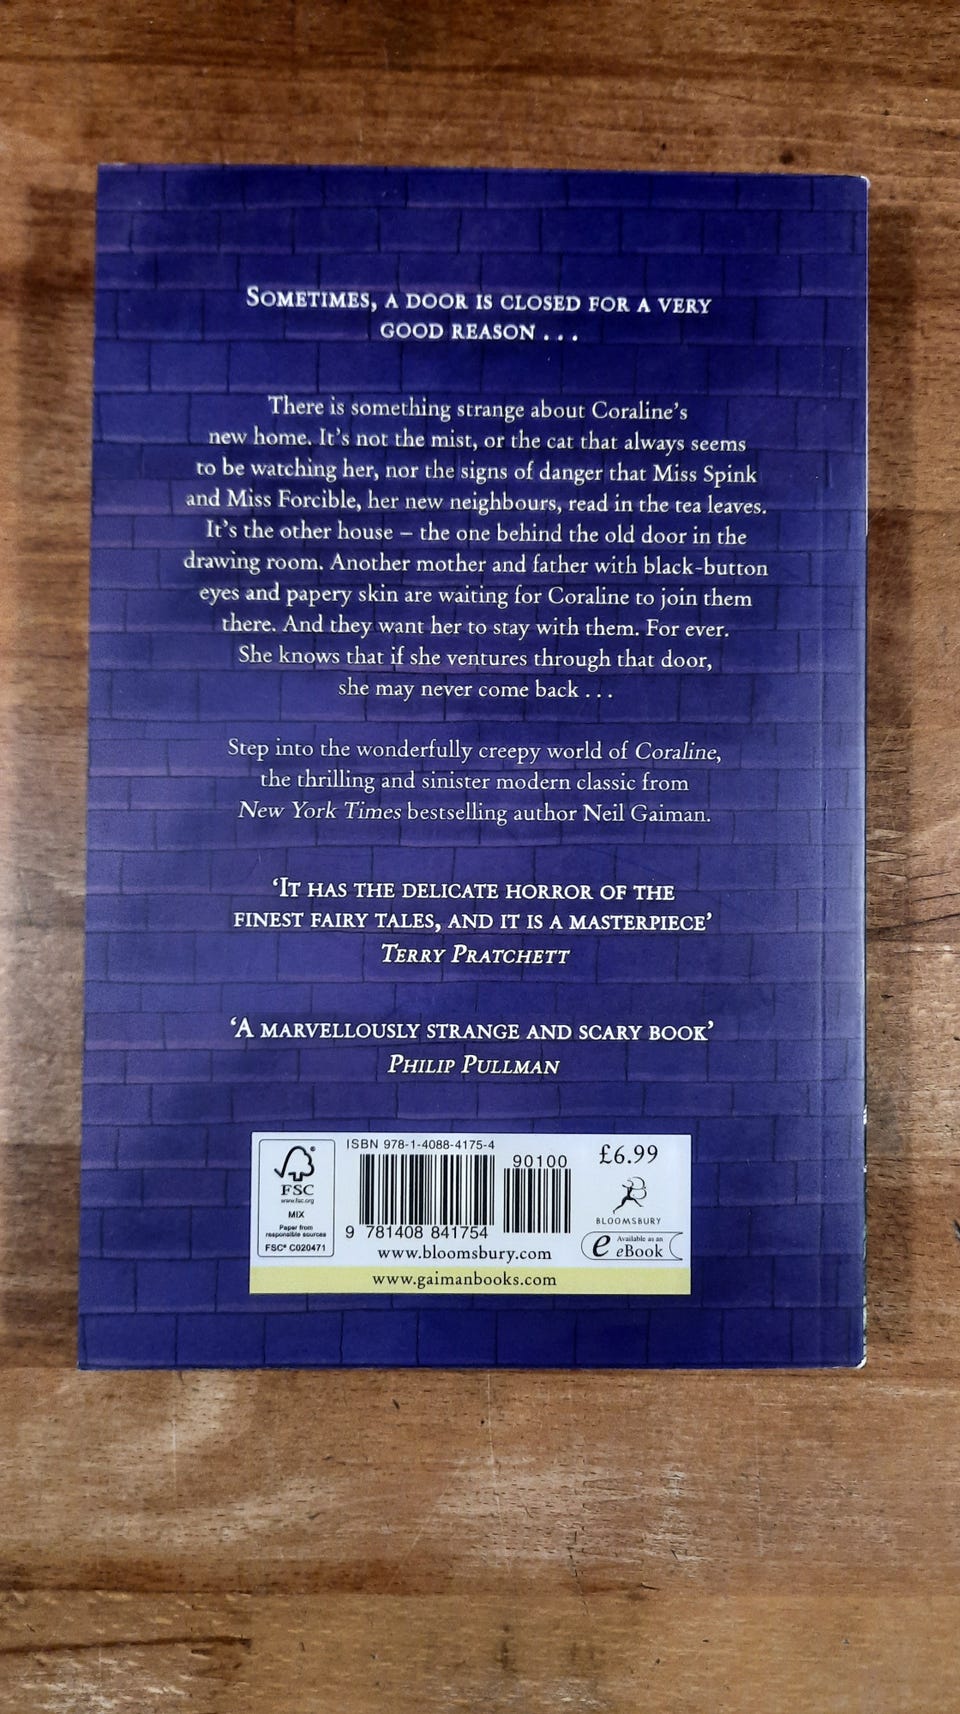 SOMETIMES, A DOOR IS CLOSED FOR A VERY
GOOD REASON . . .
There is something strange about Coraline's
new home. It's not the mist, or the cat that always seems
to be watching her, nor the signs of danger that Miss Spink
and Miss Forcible, her new neighbours, read in the tea leaves.
It's the other house – the one behind the old door in the
drawing room. Another mother and father with black-button
eyes and papery skin are waiting for Coraline to join them
there. And they want her to stay with them. For ever.
She knows that if she ventures through that door,
she may never come back . . .
Step into the wonderfully creepy world of Coraline,
the thrilling and sinister modern classic from
New York Times bestselling author Neil Gaiman.
'IT HAS THE DELICATE HORROR OF THE
FINEST FAIRY TALES, AND IT IS A MASTERPIECE'
TERRY PRATCHETT
'A MARVELLOUSLY STRANGE AND SCARY BOOK'
PHILIP PULLMAN
FSC
www.fsc.org
MIX
Paper from
responsible sources
FSC® C020471
ISBN 978-1-4088-4175-4
90100
9 781408 841754
www.bloomsbury.com
£6.99
BLOOMSBURY
e Available as an
eBook
www.gaimanbooks.com